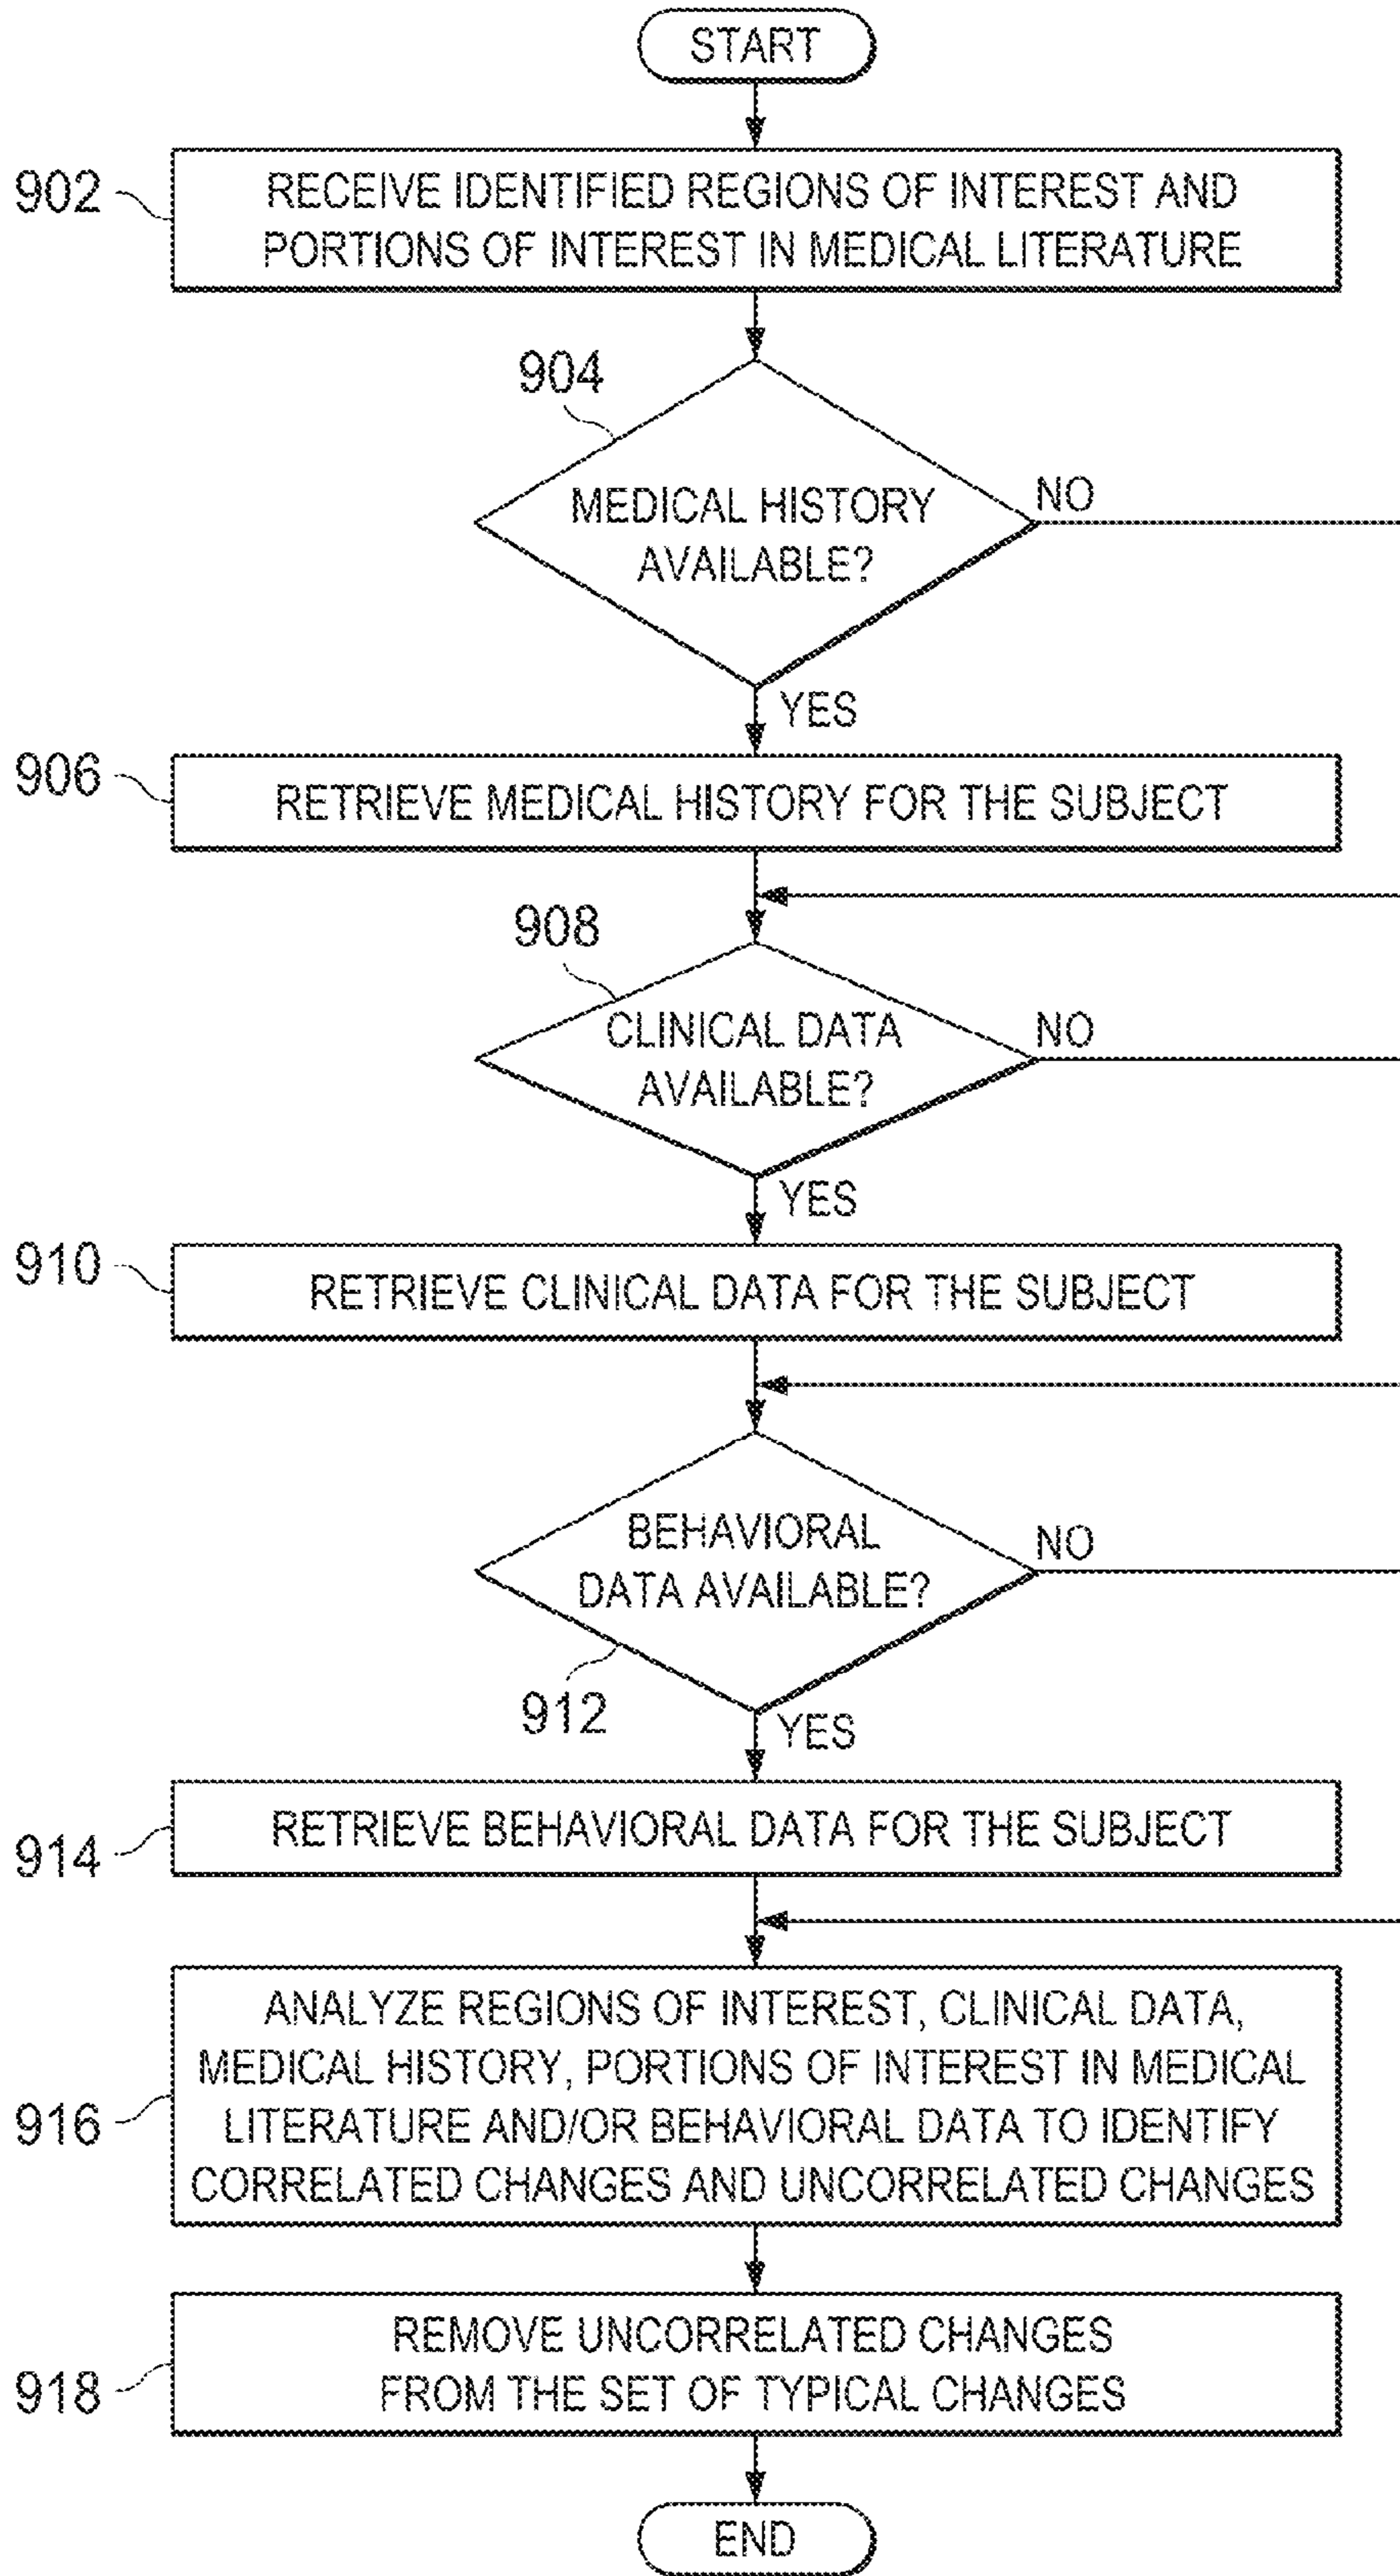 START
902
RECEIVE IDENTIFIED REGIONS OF INTEREST AND
PORTIONS OF INTEREST IN MEDICAL LITERATURE
904
MEDICAL HISTORY
AVAILABLE?
NO
YES
906
RETRIEVE MEDICAL HISTORY FOR THE SUBJECT
908
CLINICAL DATA
AVAILABLE?
NO
YES
910
RETRIEVE CLINICAL DATA FOR THE SUBJECT
BEHAVIORAL
DATA AVAILABLE?
NO
912
YES
914
RETRIEVE BEHAVIORAL DATA FOR THE SUBJECT
916
ANALYZE REGIONS OF INTEREST, CLINICAL DATA,
MEDICAL HISTORY, PORTIONS OF INTEREST IN MEDICAL
LITERATURE AND/OR BEHAVIORAL DATA TO IDENTIFY
CORRELATED CHANGES AND UNCORRELATED CHANGES
918
REMOVE UNCORRELATED CHANGES
FROM THE SET OF TYPICAL CHANGES
END